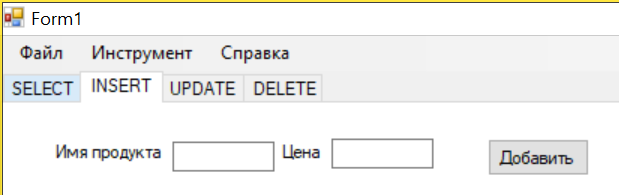 Form1
Файл Инструмент Справка
SELECT INSERT UPDATE DELETE
Имя продукта Цена Добавить